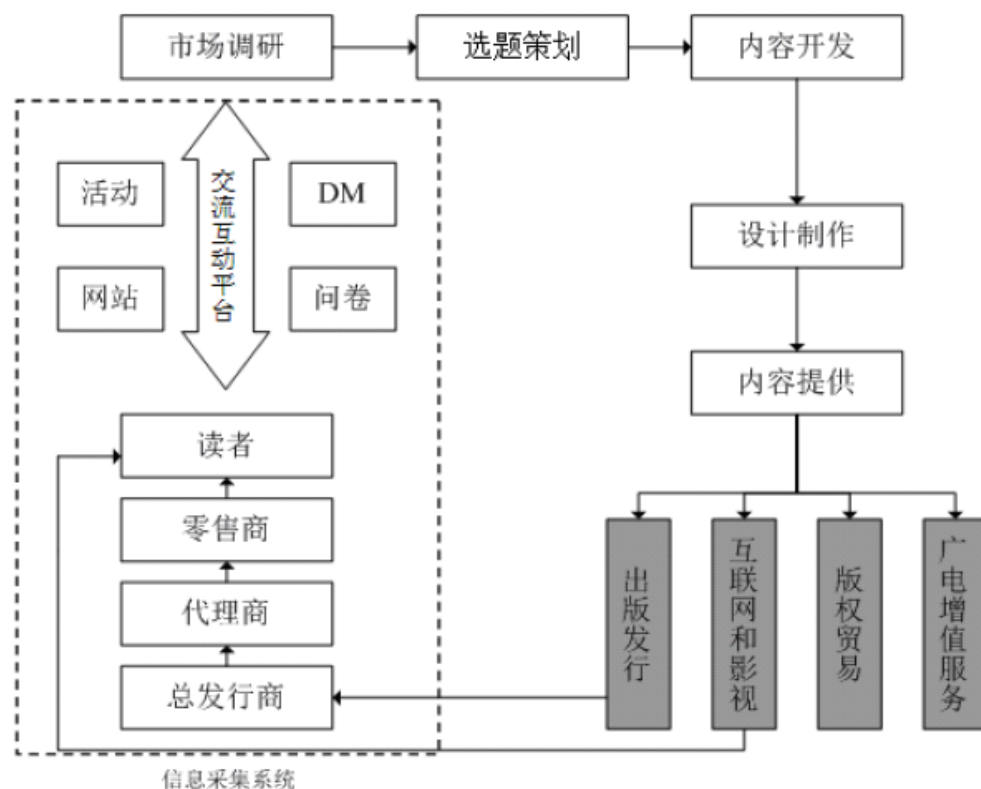 市场调研
选题策划
内容开发
活动
交流互动平台
DM
网站
问卷
设计制作
内容提供
读者
零售商
代理商
总发行商
出版发行
互联网和影视
版权贸易
广电增值服务
信息采集系统